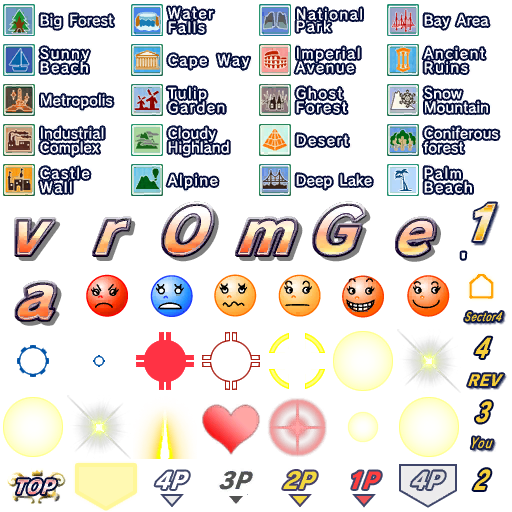 Big Forest
Water
Falls
National
Park
Bay Area
Sunny
Beach
Cape Way
Imperial
Avenue
Ancient
Ruins
Metropolis
Tulip
Garden
Ghost
Forest
Snow
Mountain
Industrial
Complex
Cloudy
Highland
Desert
Coniferous
forest
Castle
Wall
Alpine
Deep Lake
Palm
Beach
v r O m G e , 1
a
Sector4
4
REV
3
You
TOP 4P 3P 2P 1P 4P 2